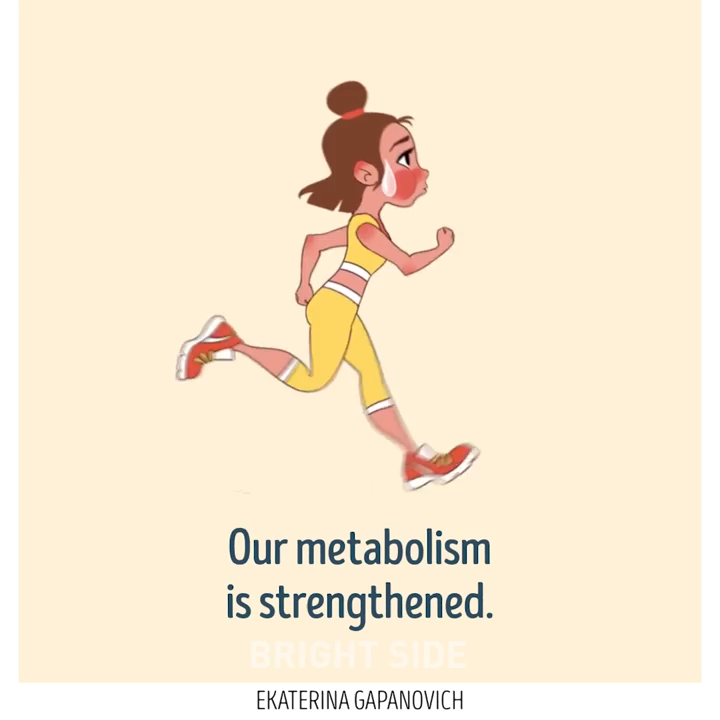 Our metabolism
is strengthened.
BRIGHT SIDE
EKATERINA GAPANOVICH